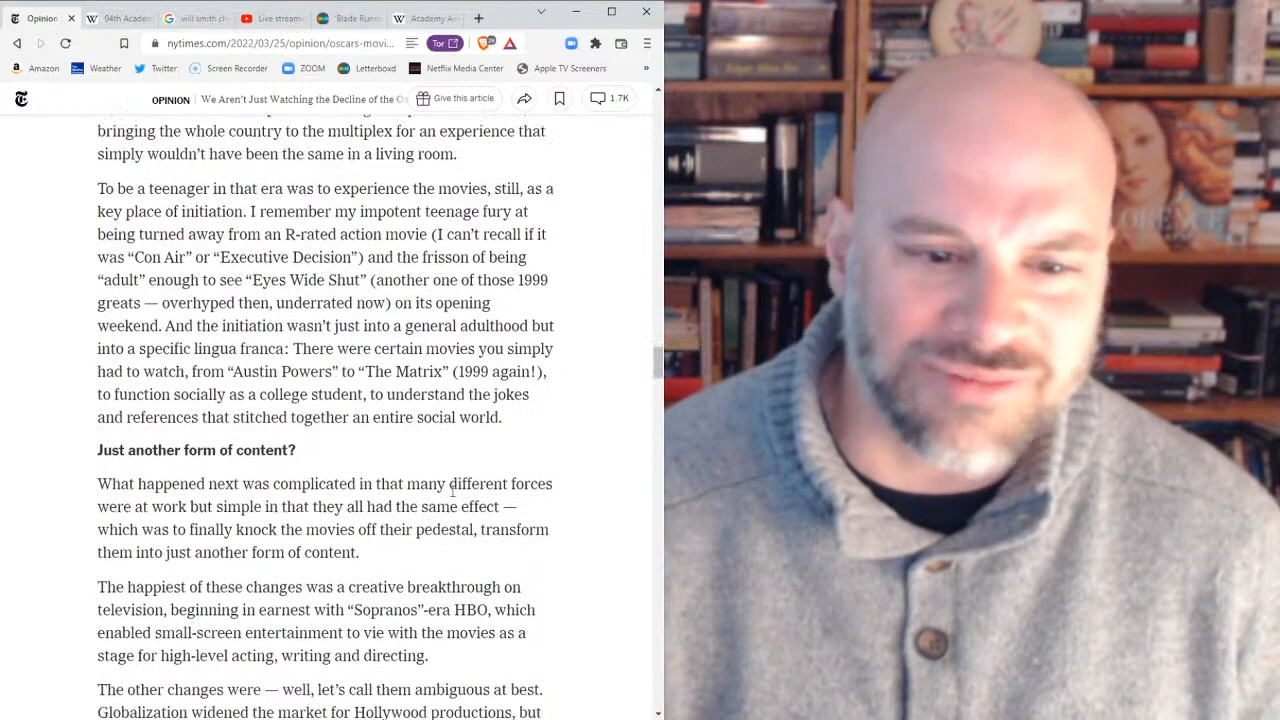 Opinion
94th Academ
will smith ch
Live streami
Blade Runne
Academy Aw
nytimes.com/2022/03/25/opinion/oscars-movi...
Tor
Amazon
Weather
Twitter
Screen Recorder
ZOOM
Letterboxd
Netflix Media Center
Apple TV Screeners
»
OPINION
We Aren't Just Watching the Decline of the Os
Give this article
1.7K
bringing the whole country to the multiplex for an experience that
simply wouldn't have been the same in a living room.
To be a teenager in that era was to experience the movies, still, as a
key place of initiation. I remember my impotent teenage fury at
being turned away from an R-rated action movie (I can't recall if it
was “Con Air” or “Executive Decision”) and the frisson of being
“adult” enough to see “Eyes Wide Shut” (another one of those 1999
greats — overhyped then, underrated now) on its opening
weekend. And the initiation wasn't just into a general adulthood but
into a specific lingua franca: There were certain movies you simply
had to watch, from “Austin Powers” to “The Matrix” (1999 again!),
to function socially as a college student, to understand the jokes
and references that stitched together an entire social world.
Just another form of content?
What happened next was complicated in that many different forces
were at work but simple in that they all had the same effect —
which was to finally knock the movies off their pedestal, transform
them into just another form of content.
The happiest of these changes was a creative breakthrough on
television, beginning in earnest with “Sopranos”-era HBO, which
enabled small-screen entertainment to vie with the movies as a
stage for high-level acting, writing and directing.
The other changes were — well, let's call them ambiguous at best.
Globalization widened the market for Hollywood productions, but